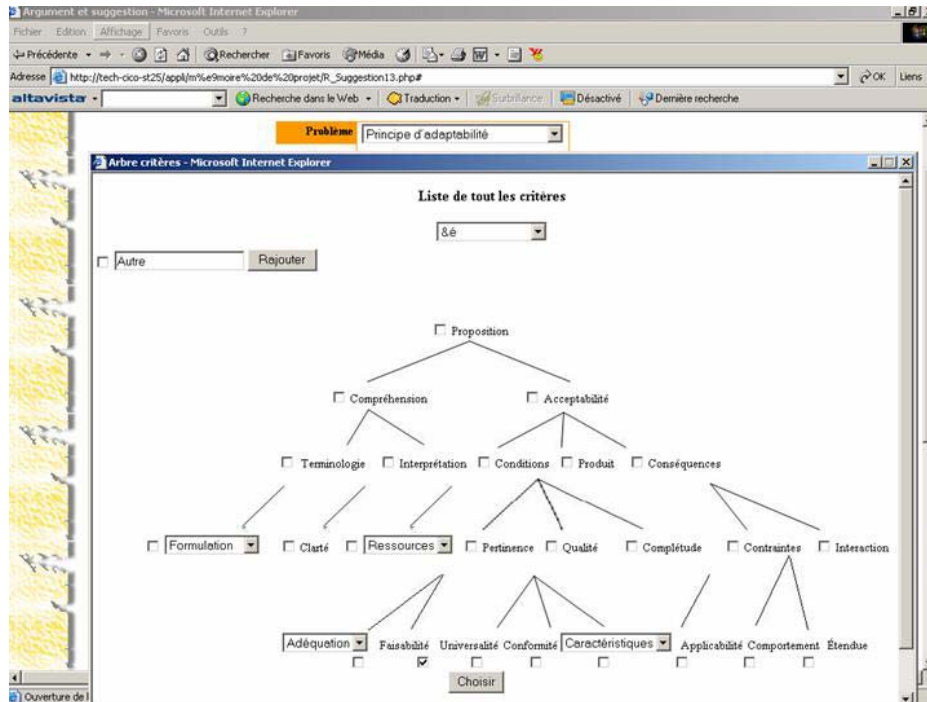 Argument et suggestion - Microsoft Internet Explorer
Fichier Edition Affichage Favoris Outils ?
Précédente Rechercher Favoris Média
Adresse http://tech-cico-st25/appli/m%e9moire%20de%20projet/R_Suggestion13.php# OK Liens
altavista Recherche dans le Web Traduction Surbrillance Désactivé Dernière recherche
Problème Principe d'adaptabilité
Arbre critères - Microsoft Internet Explorer
Liste de tout les critères
&é
Autre Rajouter
Proposition
Compréhension Acceptabilité
Terminologie Interprétation Conditions Produit Conséquences
Formulation Clarté Ressources Pertinence Qualité Complétude Contraintes Interaction
Adéquation Faisabilité Universalité Conformité Caractéristiques Applicabilité Comportement Étendue
Choisir
Ouverture de l